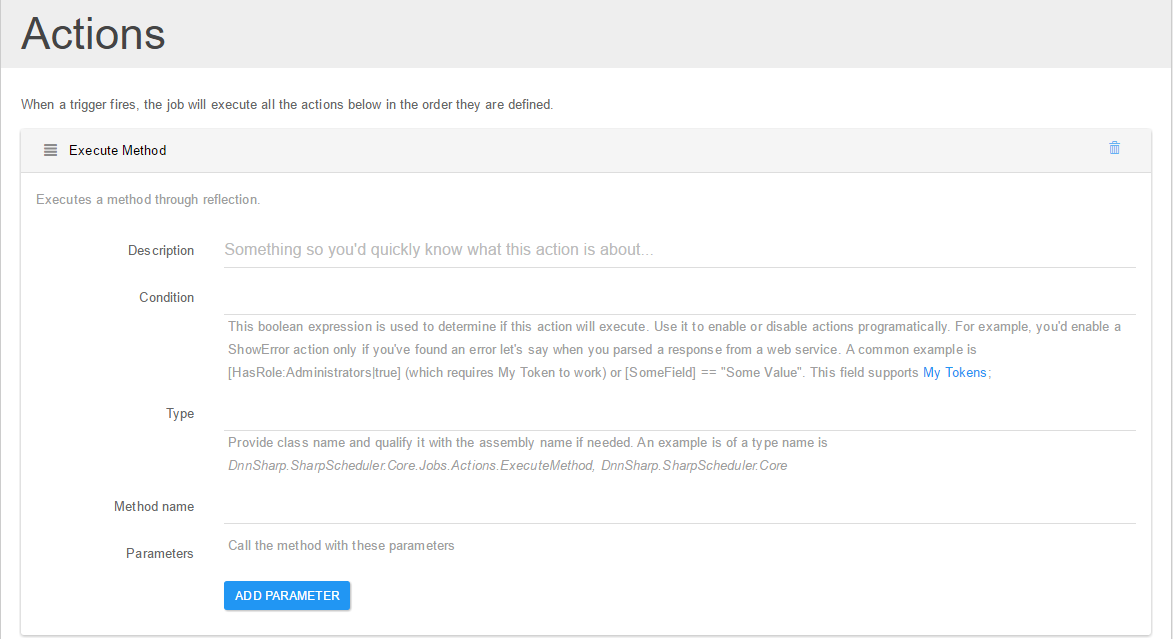 Actions
When a trigger fires, the job will execute all the actions below in the order they are defined.
Execute Method
Executes a method through reflection.
Description
Something so you'd quickly know what this action is about...
Condition
This boolean expression is used to determine if this action will execute. Use it to enable or disable actions programatically. For example, you'd enable a
ShowError action only if you've found an error let's say when you parsed a response from a web service. A common example is
[HasRole:Administrators|true] (which requires My Token to work) or [SomeField] == "Some Value". This field supports My Tokens;
Type
Provide class name and qualify it with the assembly name if needed. An example is of a type name is
DnnSharp.SharpScheduler.Core.Jobs.Actions.ExecuteMethod, DnnSharp.SharpScheduler.Core
Method name
Parameters
Call the method with these parameters
ADD PARAMETER